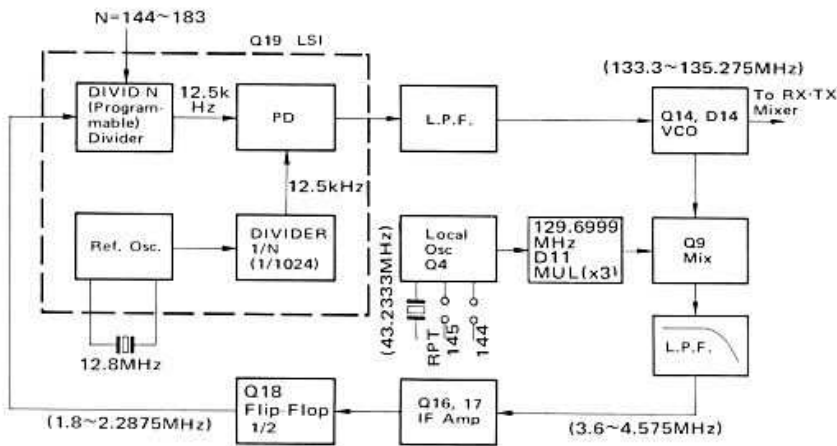 N=144~183
Q19 LSI
DIVID N
(Program-
mable)
Divider
12.5k
Hz
PD
L.P.F.
(133.3~135.275MHz)
Q14, D14
VCO
To RX·TX
Mixer
12.5kHz
Ref. Osc.
DIVIDER
1/N
(1/1024)
12.8MHz
(43.2333MHz)
Local
Osc
Q4
RPT
145
144
129.6999
MHz
D11
MUL(x3)
Q9
Mix
L.P.F.
(3.6~4.575MHz)
Q16, 17
IF Amp
Q18
Flip-Flop
1/2
(1.8~2.2875MHz)